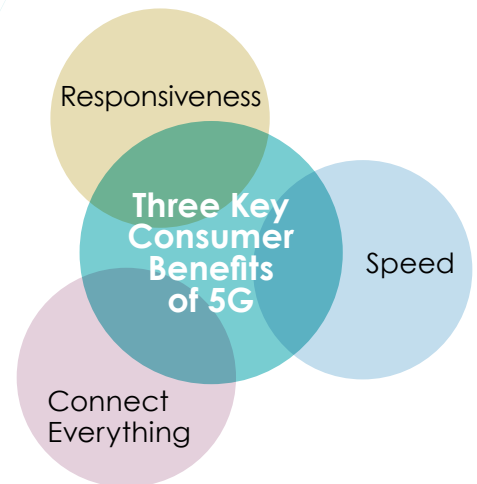 Responsiveness
Three Key
Consumer
Benefits
of 5G
Speed
Connect
Everything